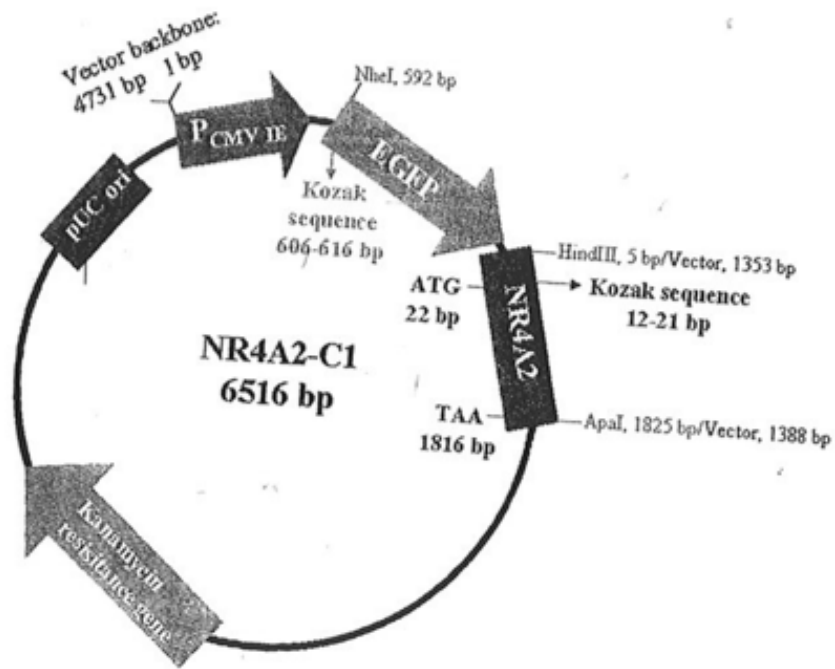 Vector backbone:
4731 bp 1 bp
PCMV IE
NheI, 592 bp
EGFP
Kozak
sequence
606-616 bp
pUC ori
HindIII, 5 bp/Vector, 1353 bp
ATG
22 bp
Kozak sequence
12-21 bp
NR4A2
NR4A2-C1
6516 bp
TAA
1816 bp
ApaI, 1825 bp/Vector, 1388 bp
Kanamycin
resisitance gene